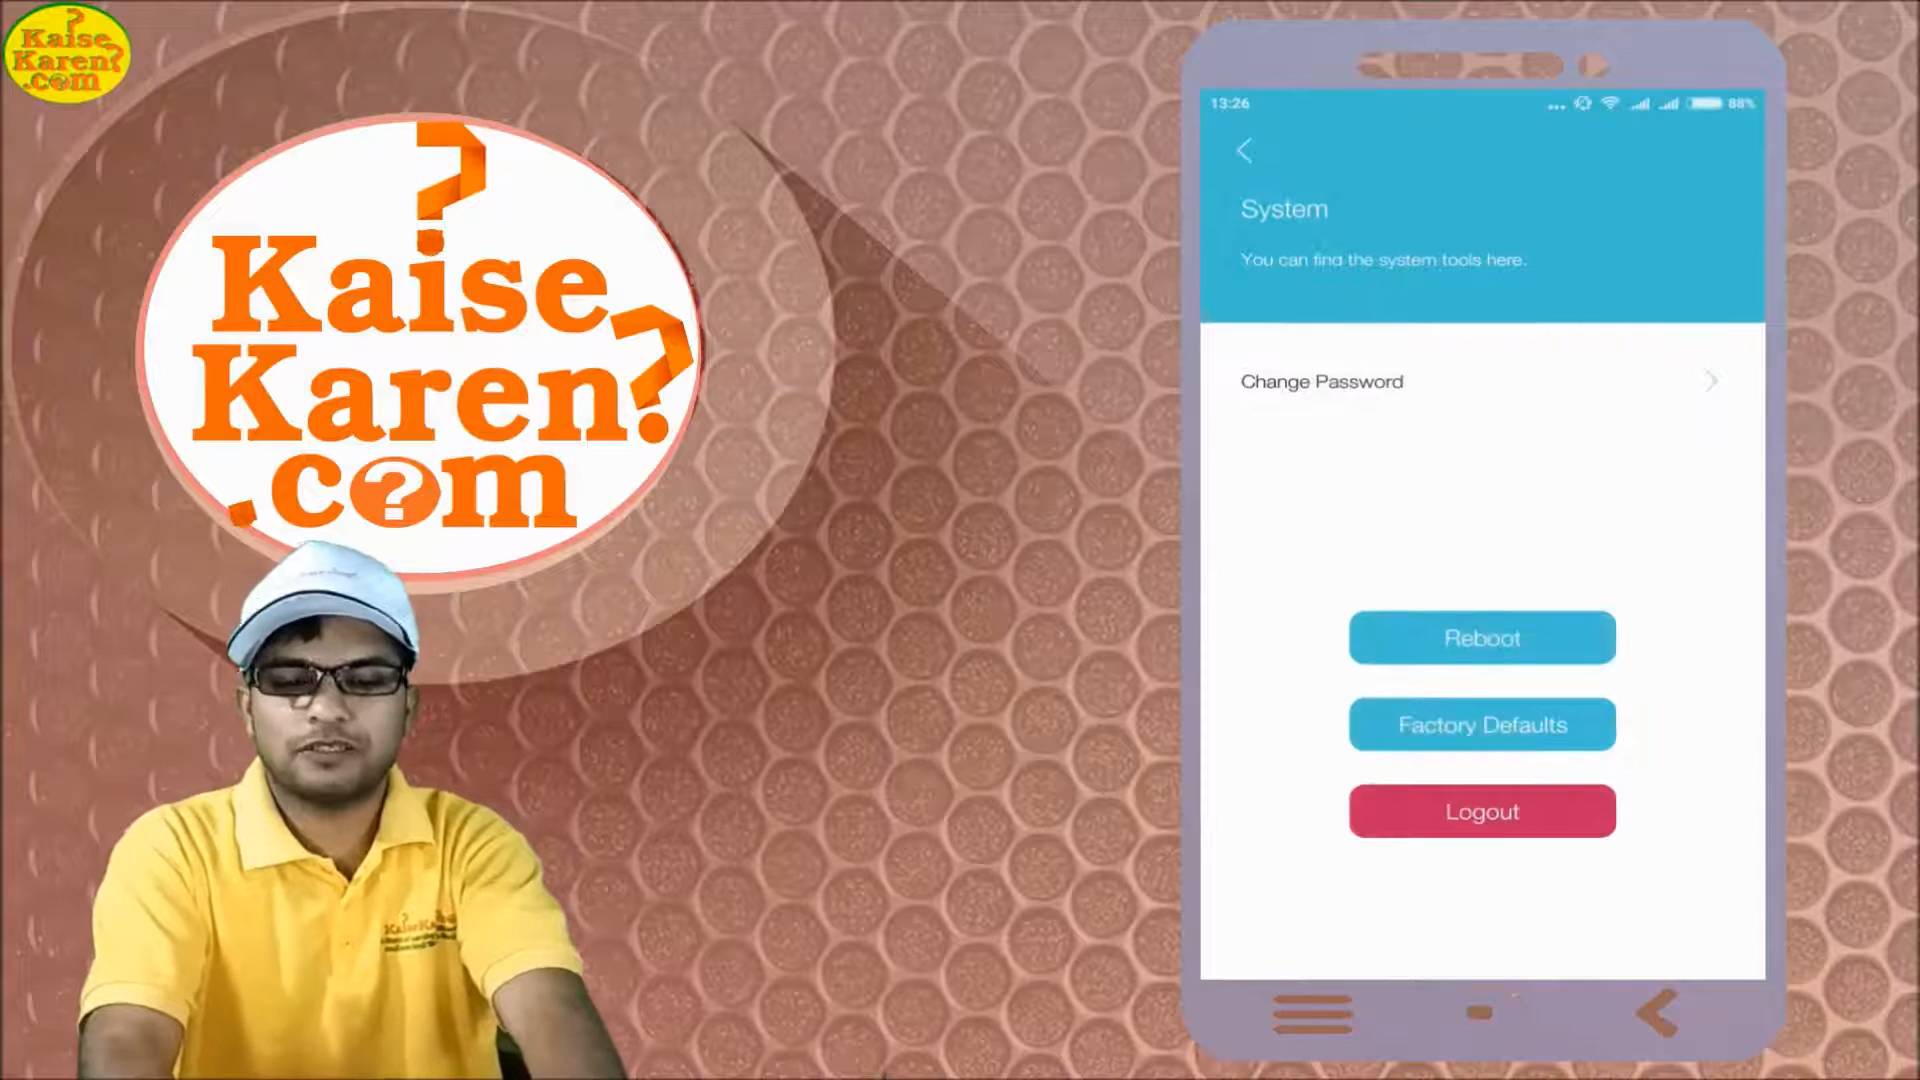 ?
Kaise
Karen?
.com
?
Kaise
Karen?
.com
13:26
88%
System
You can find the system tools here.
Change Password
Reboot
Factory Defaults
Logout